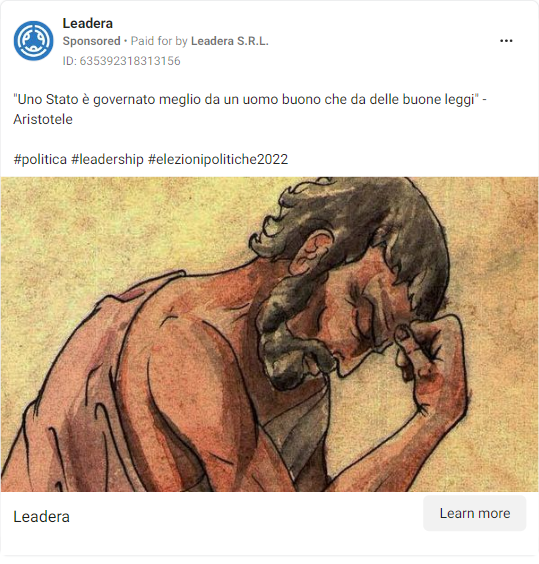 Leadera
Sponsored • Paid for by Leadera S.R.L.
ID: 635392318313156
"Uno Stato è governato meglio da un uomo buono che da delle buone leggi" -
Aristotele
#politica #leadership #elezionipolitiche2022
Leadera
Learn more